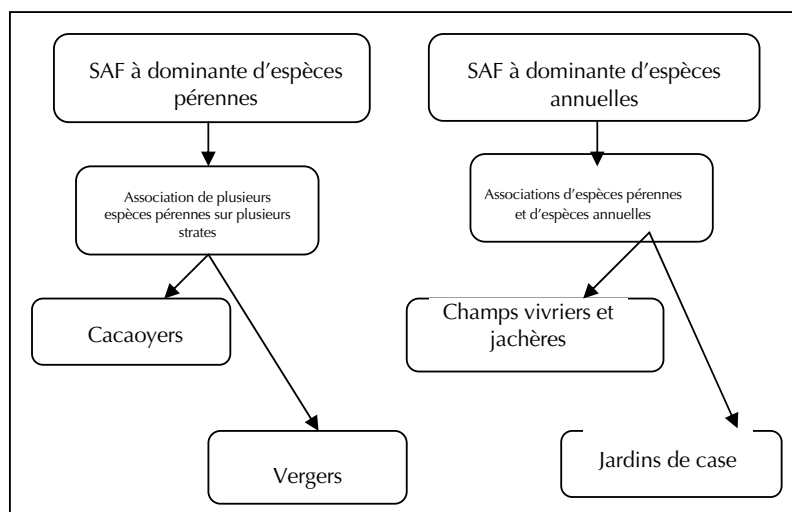 SAF à dominante d’espèces
pérennes
SAF à dominante d’espèces
annuelles
Association de plusieurs
espèces pérennes sur plusieurs
strates
Associations d’espèces pérennes
et d’espèces annuelles
Cacaoyers
Champs vivriers et
jachères
Vergers
Jardins de case